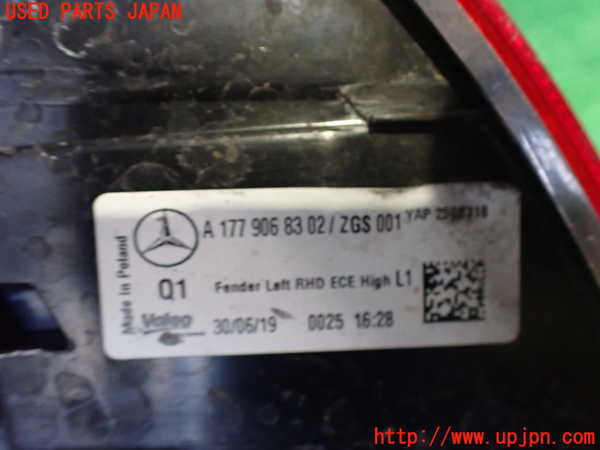 USED PARTS JAPAN
A 177 906 83 02 / ZGS 001 YAP
Made in Poland
Q1 Fender Left RHD ECE High L1
Valeo 30/06/19 0025 16:28
http://www.upjpn.com/